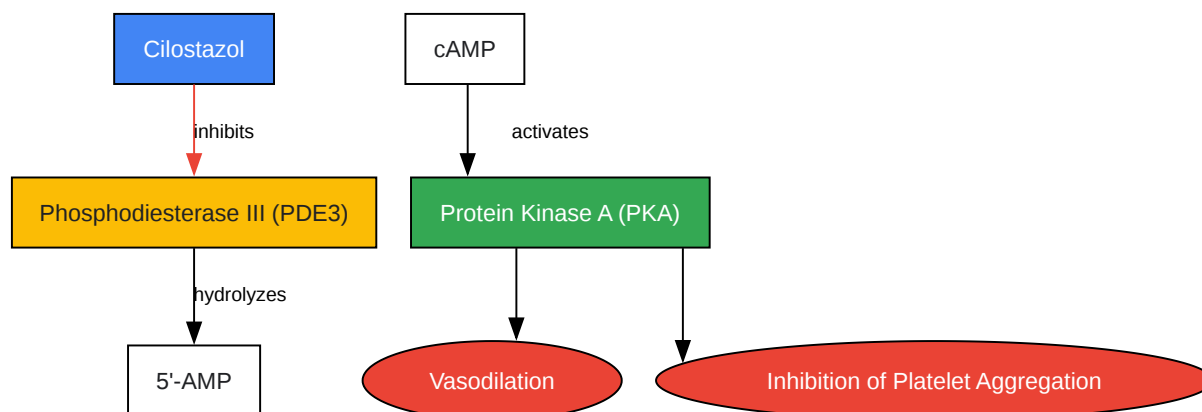 Cilostazol
cAMP
inhibits
activates
Phosphodiesterase III (PDE3)
Protein Kinase A (PKA)
hydrolyzes
5'-AMP
Vasodilation
Inhibition of Platelet Aggregation